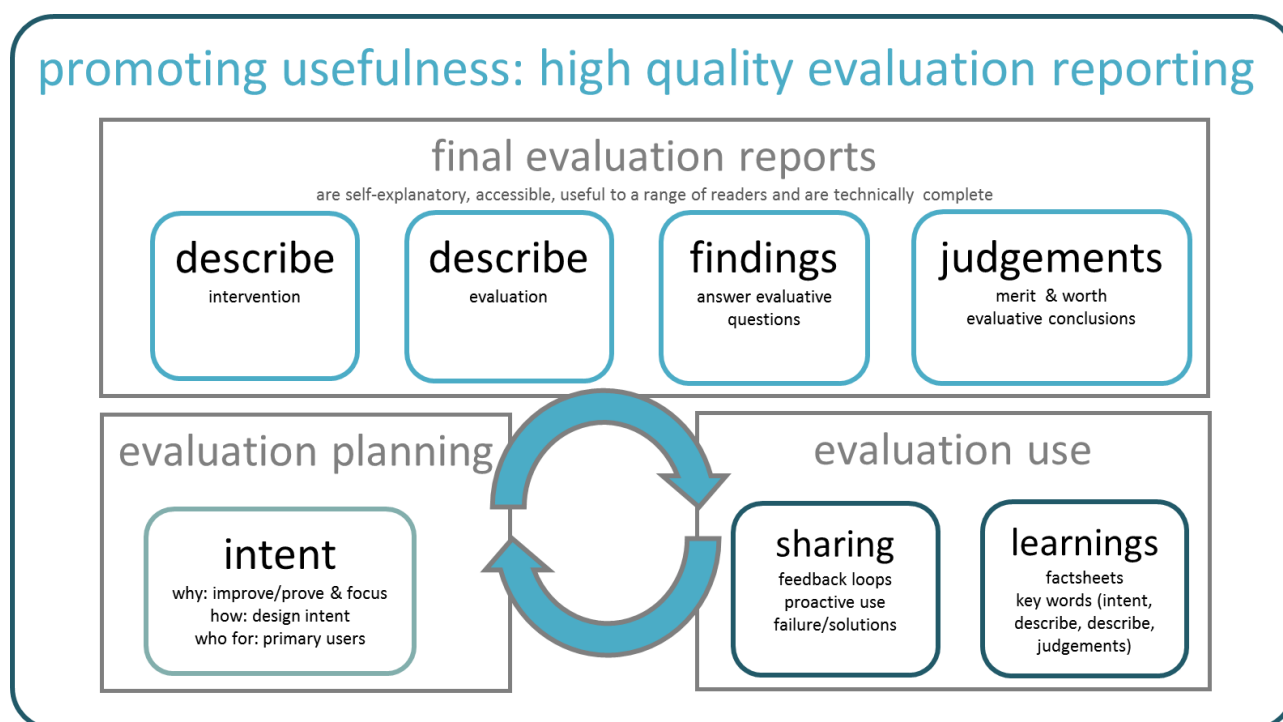 promoting usefulness: high quality evaluation reporting
final evaluation reports
are self-explanatory, accessible, useful to a range of readers and are technically complete
describe
intervention
describe
evaluation
findings
answer evaluative
questions
judgements
merit & worth
evaluative conclusions
evaluation planning
intent
why: improve/prove & focus
how: design intent
who for: primary users
evaluation use
sharing
feedback loops
proactive use
failure/solutions
learnings
factsheets
key words (intent,
describe, describe,
judgements)